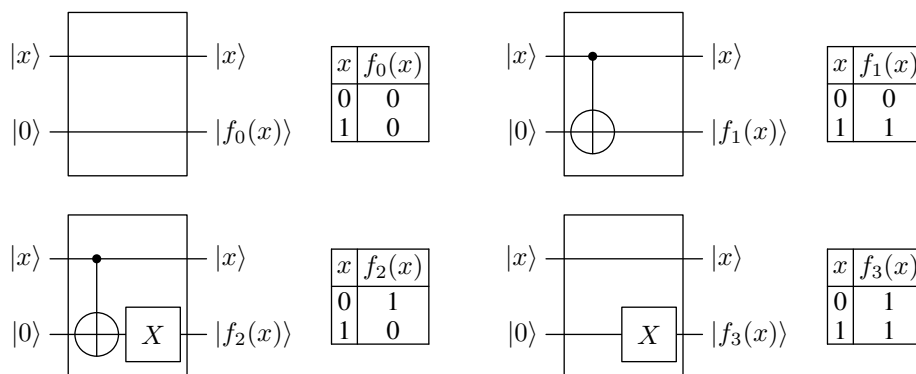 |x⟩ |x⟩
x f₀(x)
0 0
1 0
|0⟩ |f₀(x)⟩
|x⟩ |x⟩
x f₁(x)
0 0
1 1
|0⟩ |f₁(x)⟩
|x⟩ |x⟩
x f₂(x)
0 1
1 0
|0⟩ X |f₂(x)⟩
|x⟩ |x⟩
x f₃(x)
0 1
1 1
|0⟩ X |f₃(x)⟩